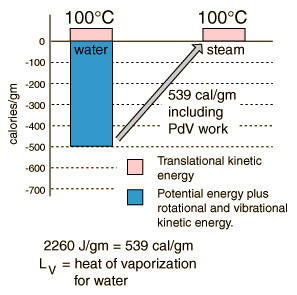 100°C 100°C
0
water steam
-100
-200
539 cal/gm
-300
including
-400
PdV work
-500
-600
-700
calories/gm
Translational kinetic
energy
Potential energy plus
rotational and vibrational
kinetic energy.
2260 J/gm = 539 cal/gm
L_V = heat of vaporization
for water